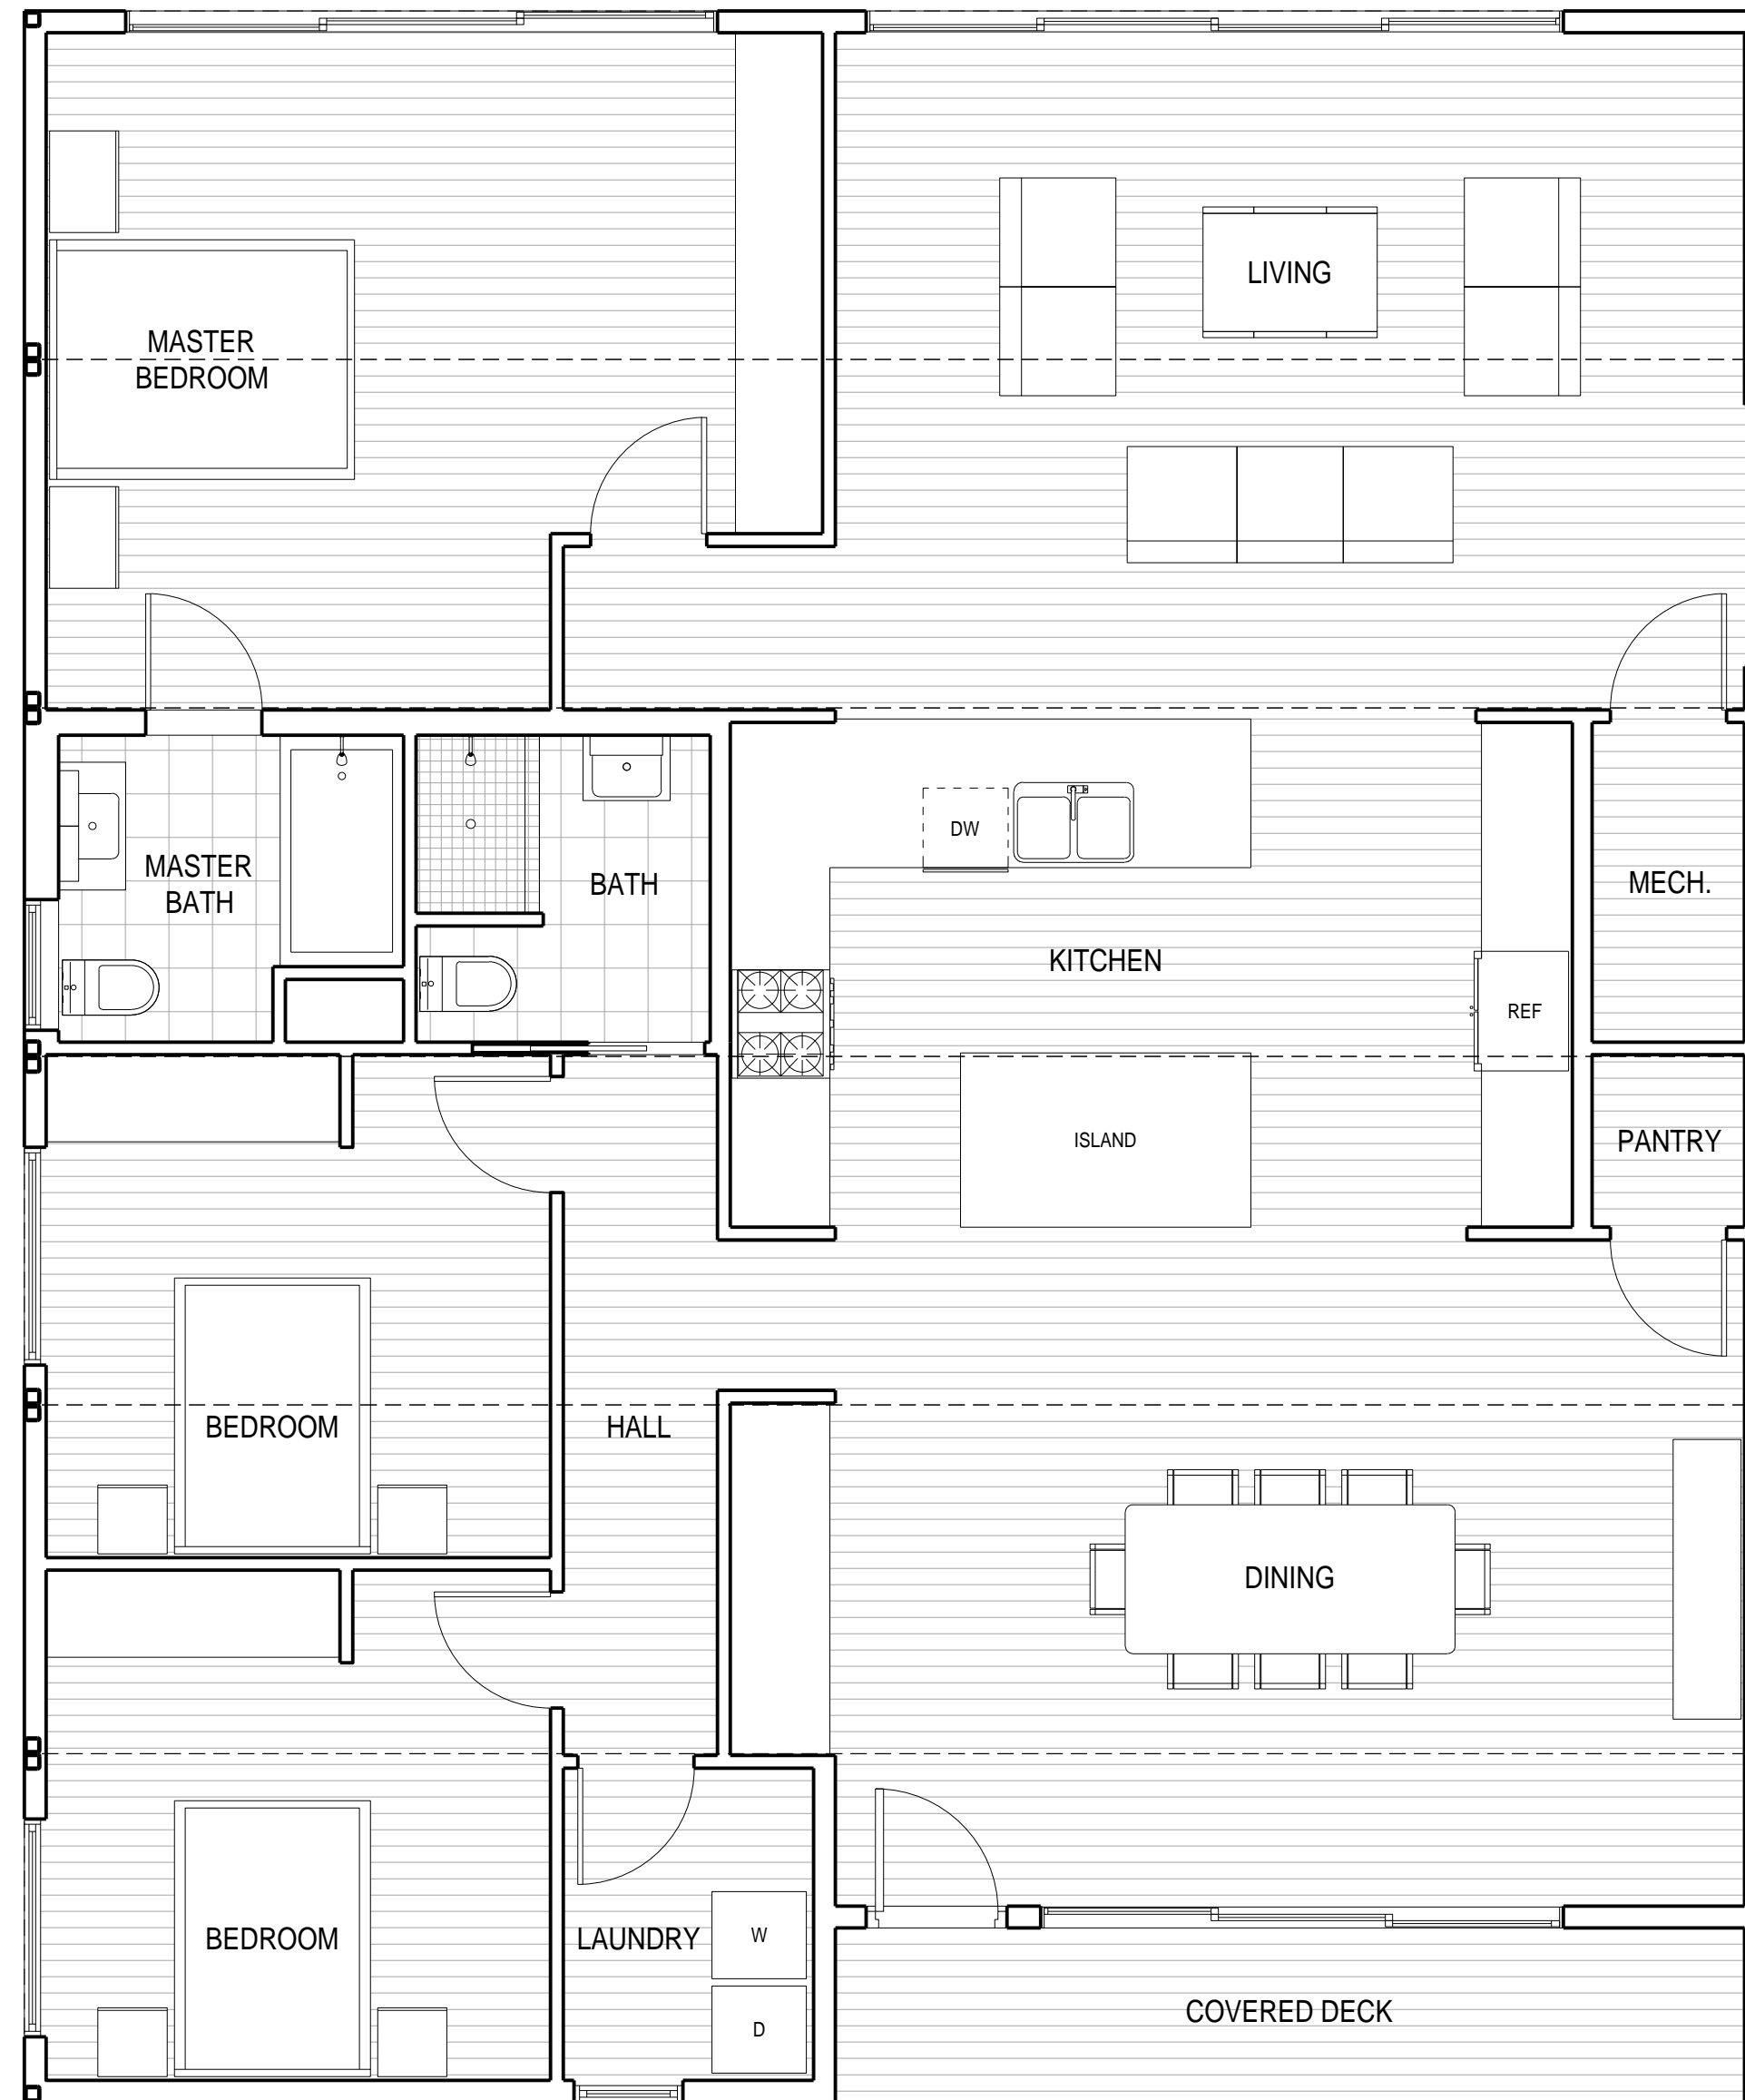 LIVING
MASTER
BEDROOM
DW
MASTER
BATH
BATH
MECH.
KITCHEN
REF
ISLAND
PANTRY
BEDROOM
HALL
DINING
BEDROOM
LAUNDRY
W
COVERED DECK
D